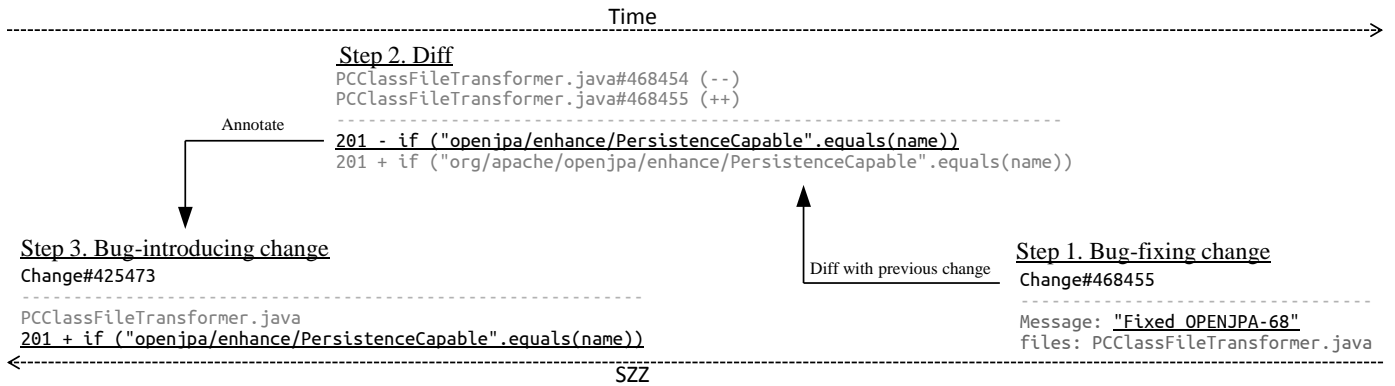 Time
Step 2. Diff
PCClassFileTransformer.java#468454 (--)
PCClassFileTransformer.java#468455 (++)
Annotate
201 - if ("openjpa/enhance/PersistenceCapable".equals(name))
201 + if ("org/apache/openjpa/enhance/PersistenceCapable".equals(name))
Step 3. Bug-introducing change
Change#425473
PCClassFileTransformer.java
201 + if ("openjpa/enhance/PersistenceCapable".equals(name))
Diff with previous change
Step 1. Bug-fixing change
Change#468455
Message: "Fixed OPENJPA-68"
files: PCClassFileTransformer.java
SZZ